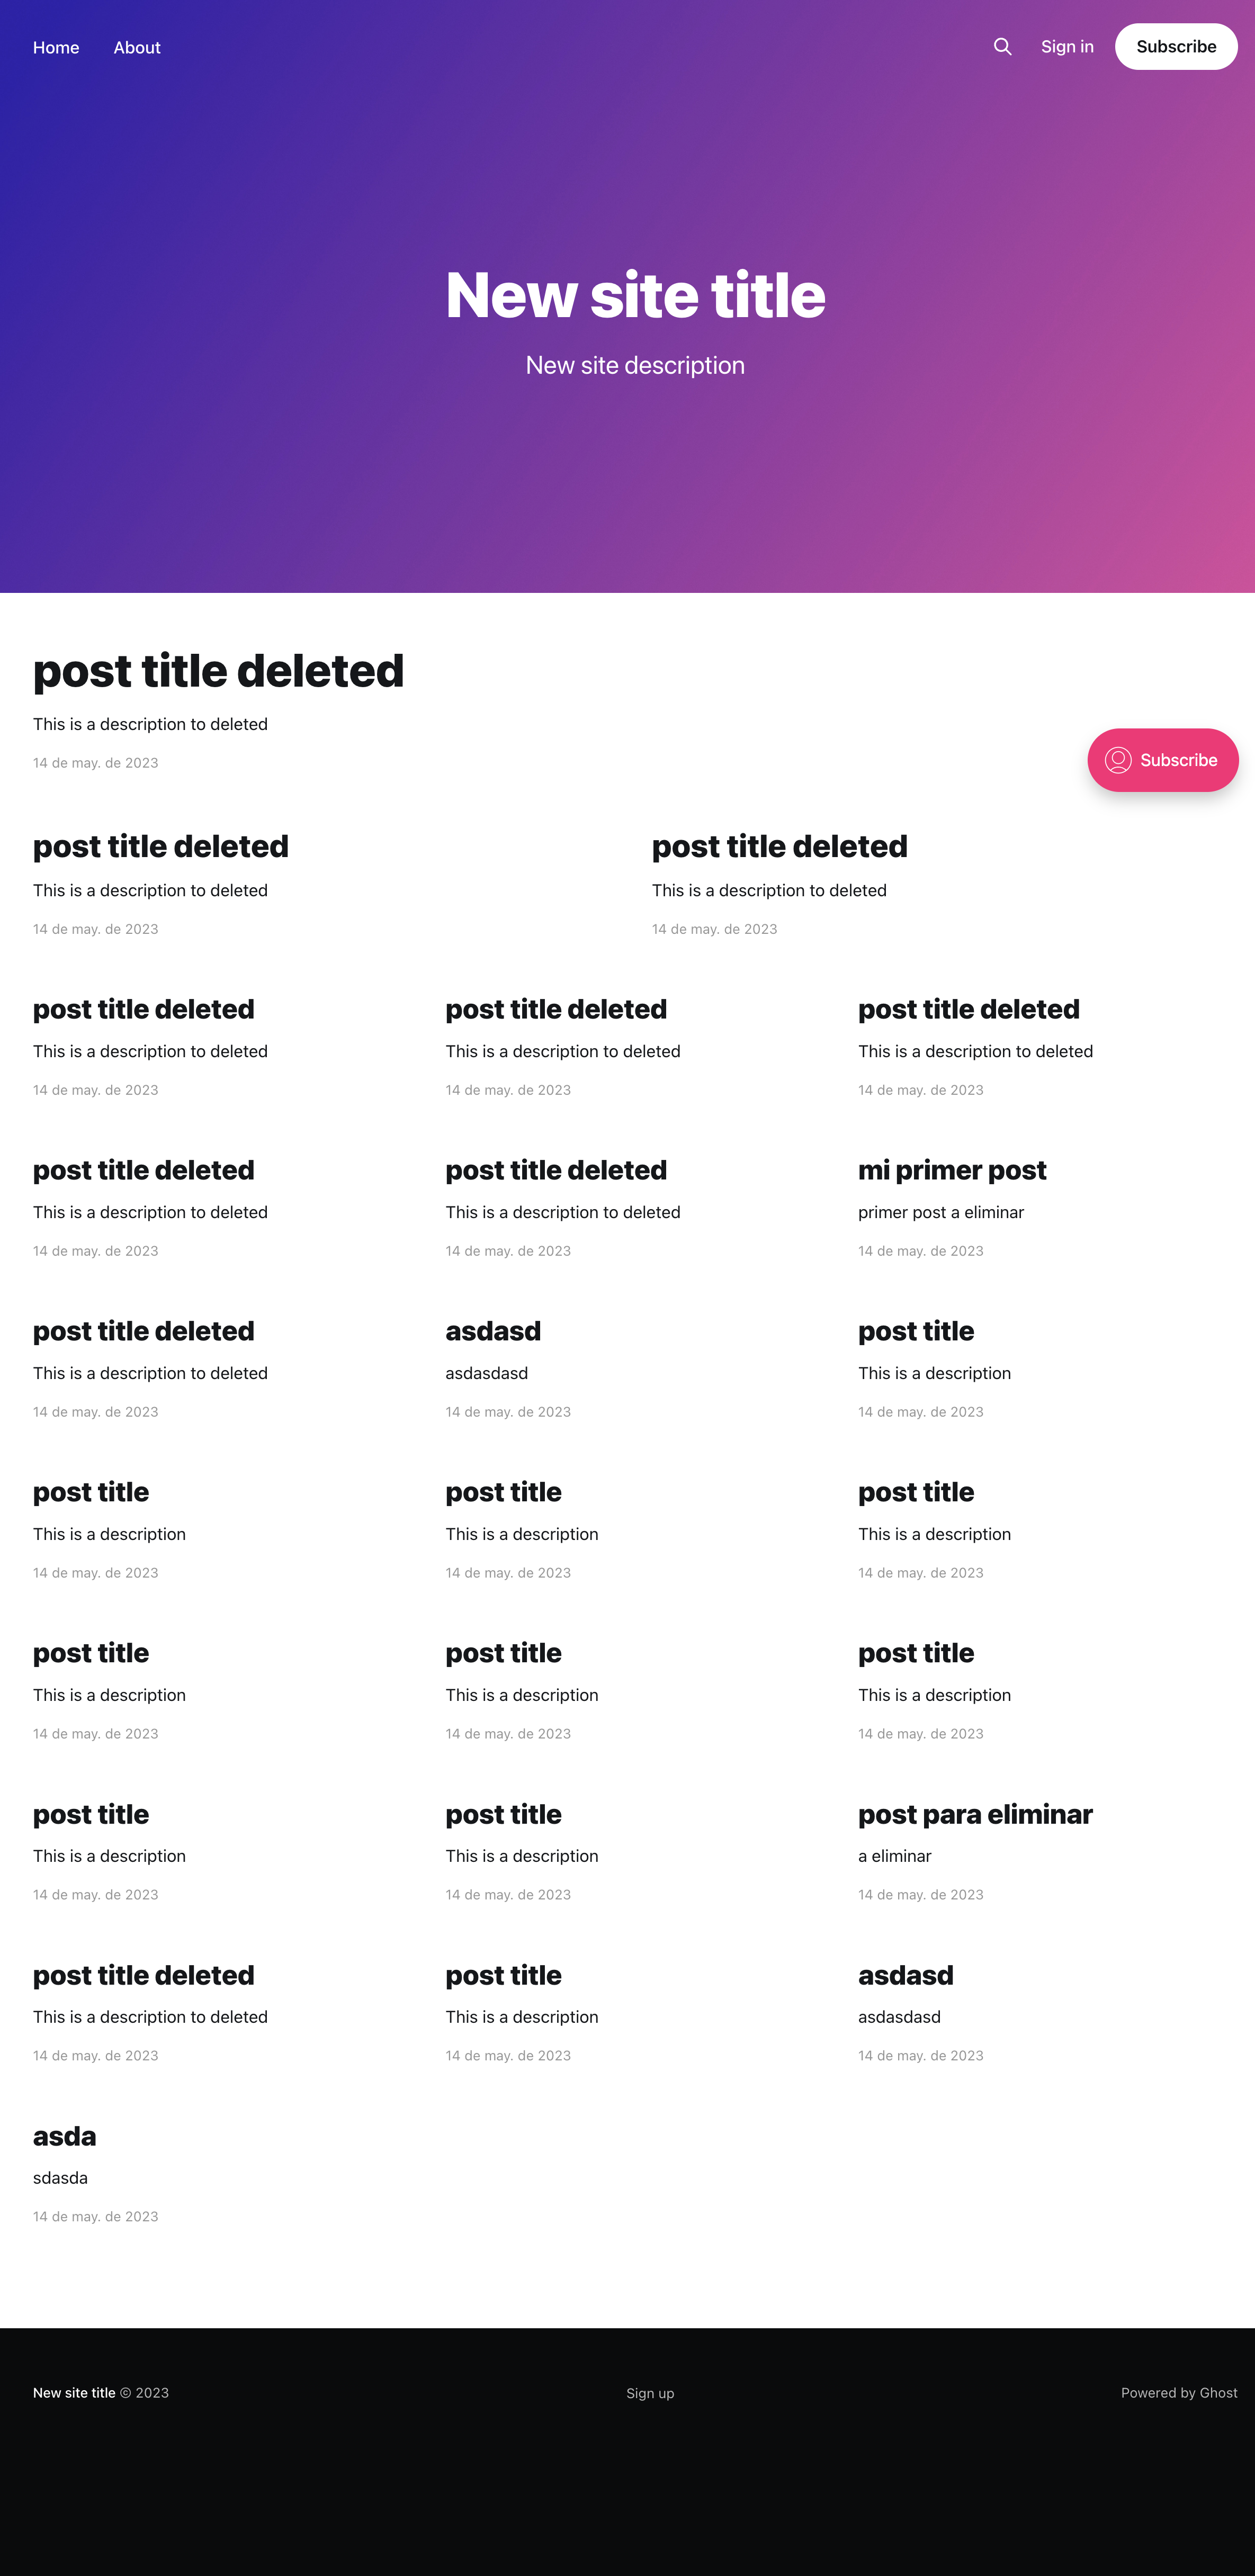 Home About Sign in Subscribe
New site title
New site description
post title deleted
This is a description to deleted
14 de may. de 2023
Subscribe
post title deleted
This is a description to deleted
14 de may. de 2023
post title deleted
This is a description to deleted
14 de may. de 2023
post title deleted
This is a description to deleted
14 de may. de 2023
post title deleted
This is a description to deleted
14 de may. de 2023
post title deleted
This is a description to deleted
14 de may. de 2023
post title deleted
This is a description to deleted
14 de may. de 2023
post title deleted
This is a description to deleted
14 de may. de 2023
mi primer post
primer post a eliminar
14 de may. de 2023
post title deleted
This is a description to deleted
14 de may. de 2023
asdasd
asdasdasd
14 de may. de 2023
post title
This is a description
14 de may. de 2023
post title
This is a description
14 de may. de 2023
post title
This is a description
14 de may. de 2023
post title
This is a description
14 de may. de 2023
post title
This is a description
14 de may. de 2023
post title
This is a description
14 de may. de 2023
post title
This is a description
14 de may. de 2023
post title
This is a description
14 de may. de 2023
post title
This is a description
14 de may. de 2023
post para eliminar
a eliminar
14 de may. de 2023
post title deleted
This is a description to deleted
14 de may. de 2023
post title
This is a description
14 de may. de 2023
asdasd
asdasdasd
14 de may. de 2023
asda
sdasda
14 de may. de 2023
New site title © 2023 Sign up Powered by Ghost